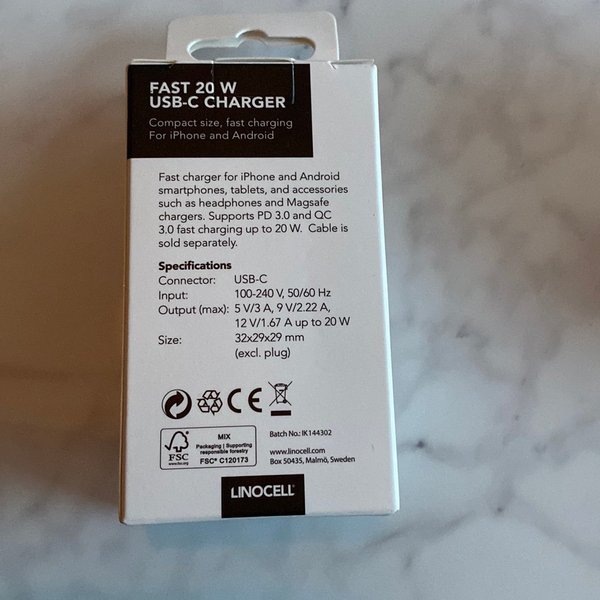 FAST 20 W
USB-C CHARGER
Compact size, fast charging
For iPhone and Android
Fast charger for iPhone and Android
smartphones, tablets, and accessories
such as headphones and Magsafe
chargers. Supports PD 3.0 and QC
3.0 fast charging up to 20 W. Cable is
sold separately.
Specifications
Connector: USB-C
Input: 100-240 V, 50/60 Hz
Output (max): 5 V/3 A, 9 V/2.22 A,
12 V/1.67 A up to 20 W
Size: 32x29x29 mm
(excl. plug)
CE
FSC
www.fsc.org
MIX
Packaging | Supporting
responsible forestry
FSC® C120173
Batch No.: IK144302
www.linocell.com
Box 50435, Malmö, Sweden
LINOCELL